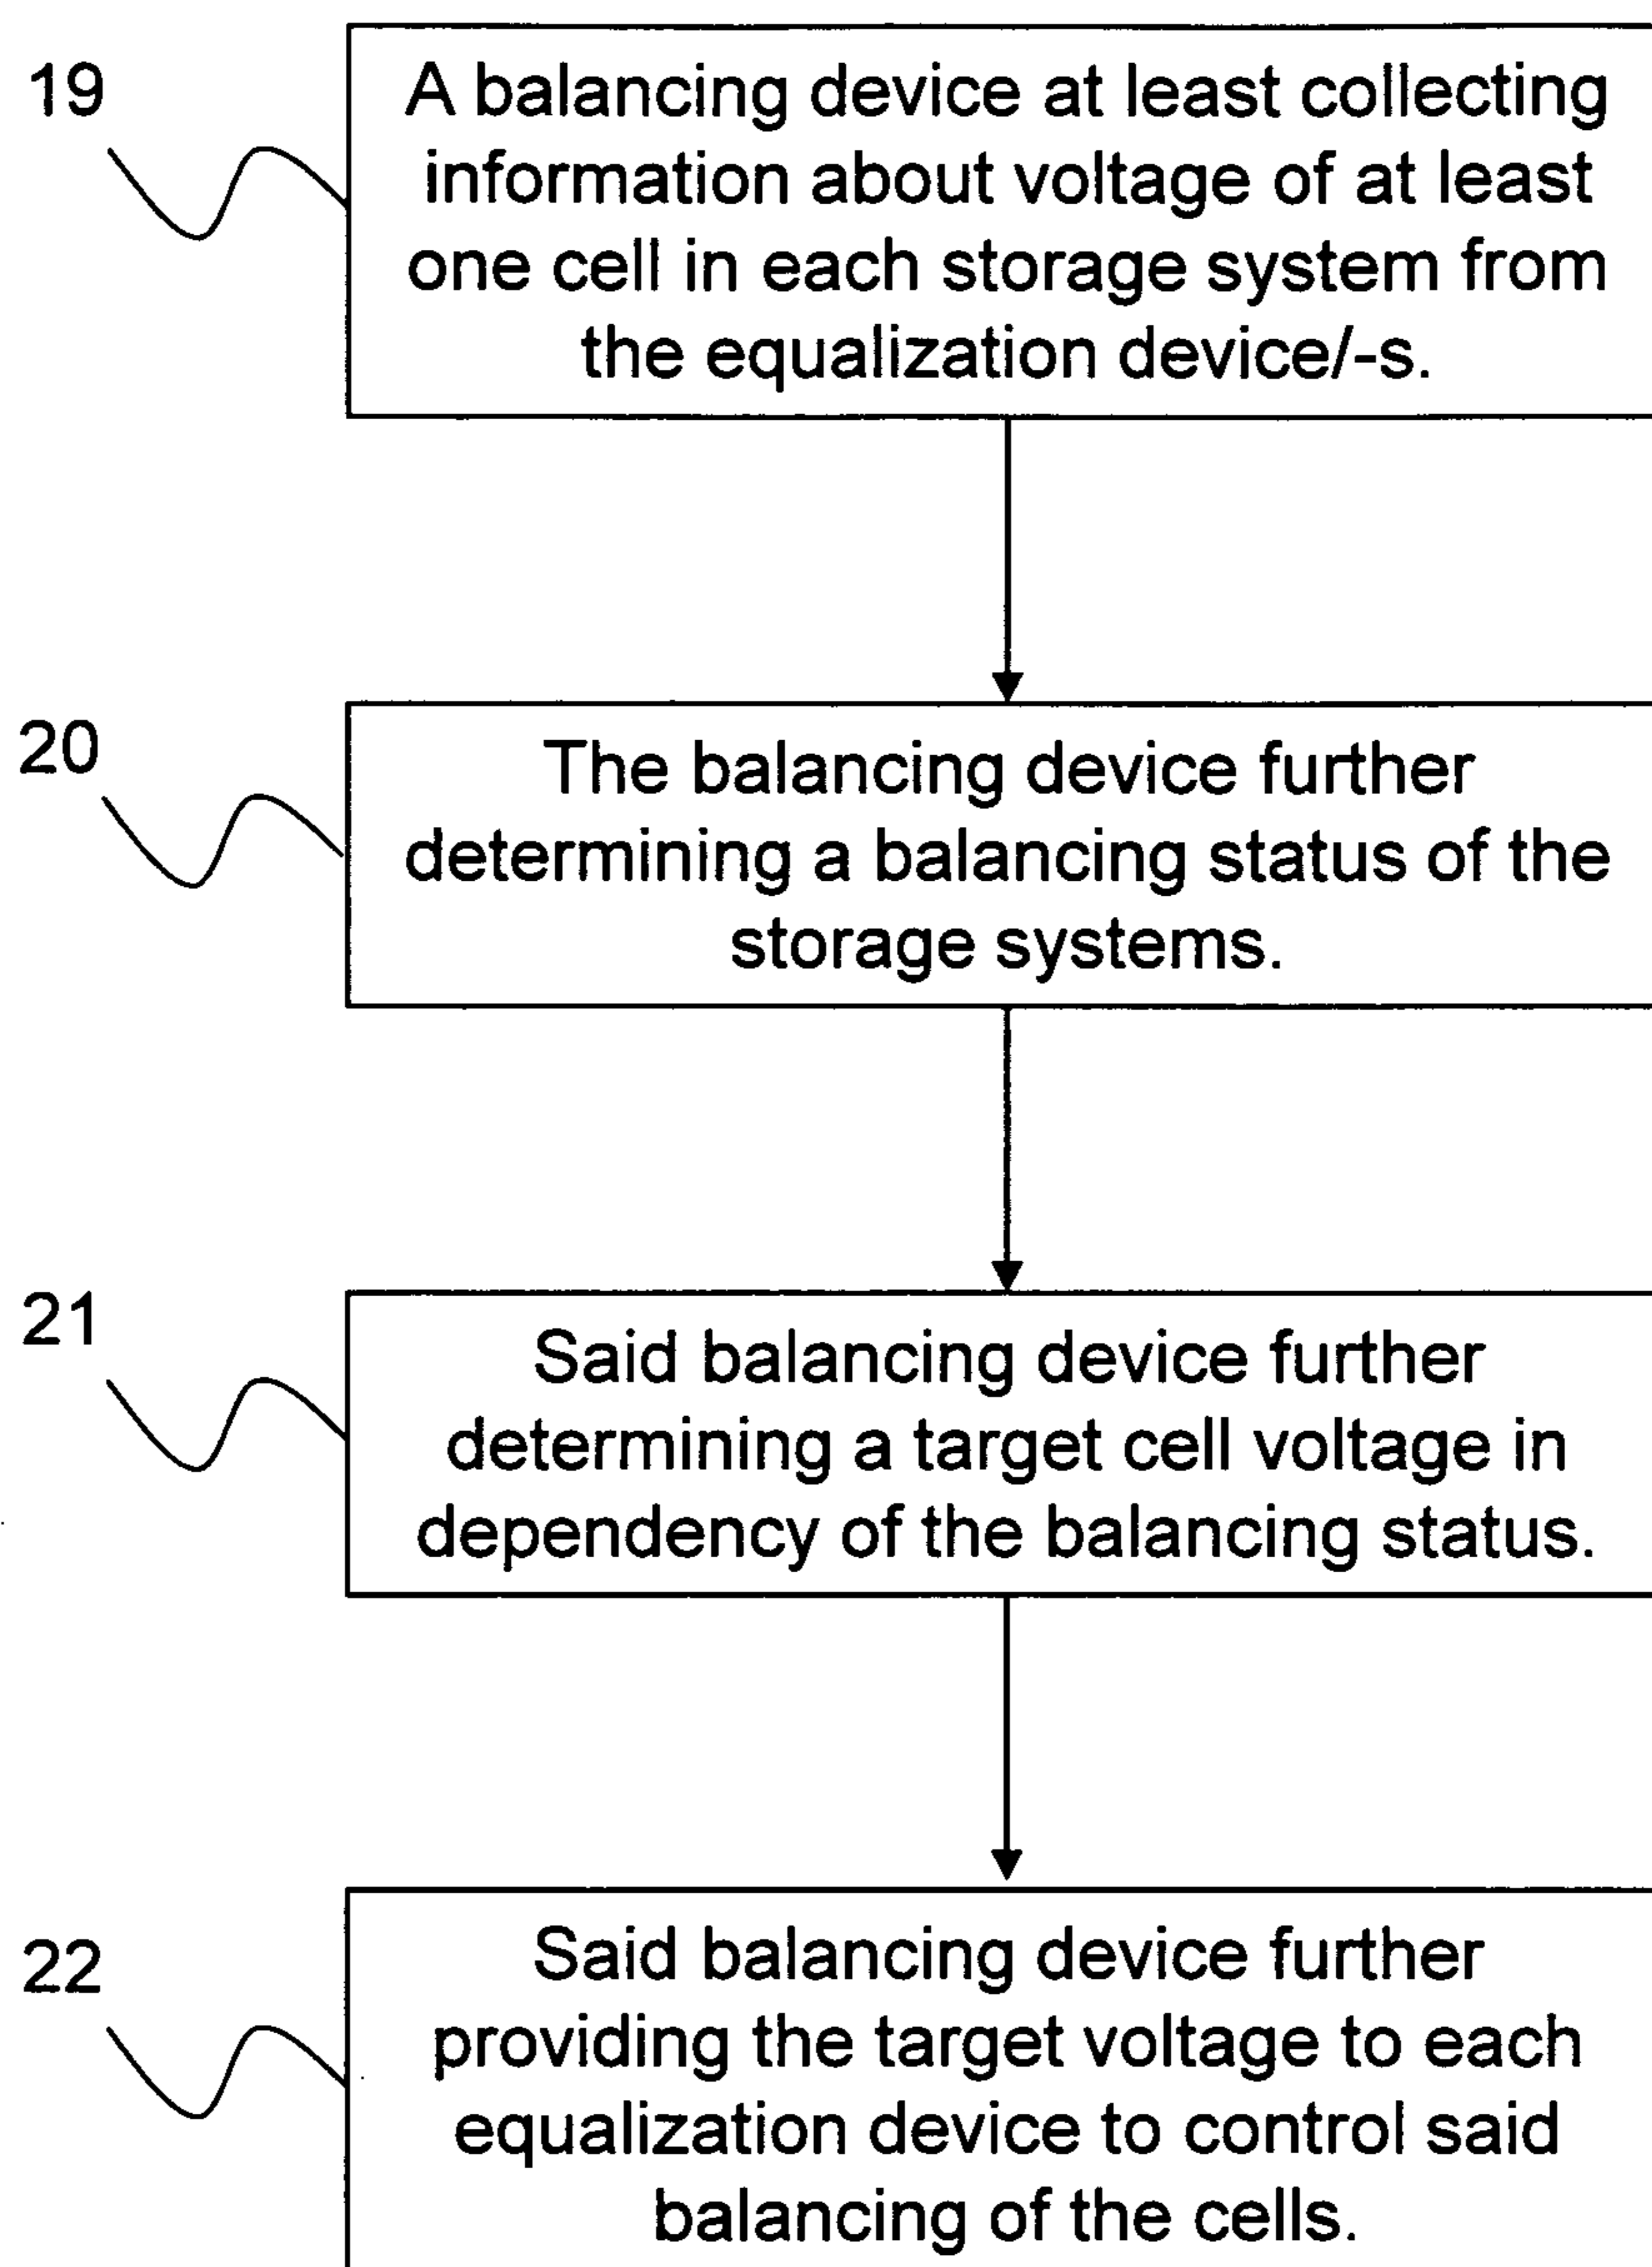 19
A balancing device at least collecting
information about voltage of at least
one cell in each storage system from
the equalization device/-s.
20
The balancing device further
determining a balancing status of the
storage systems.
21
Said balancing device further
determining a target cell voltage in
dependency of the balancing status.
22
Said balancing device further
providing the target voltage to each
equalization device to control said
balancing of the cells.